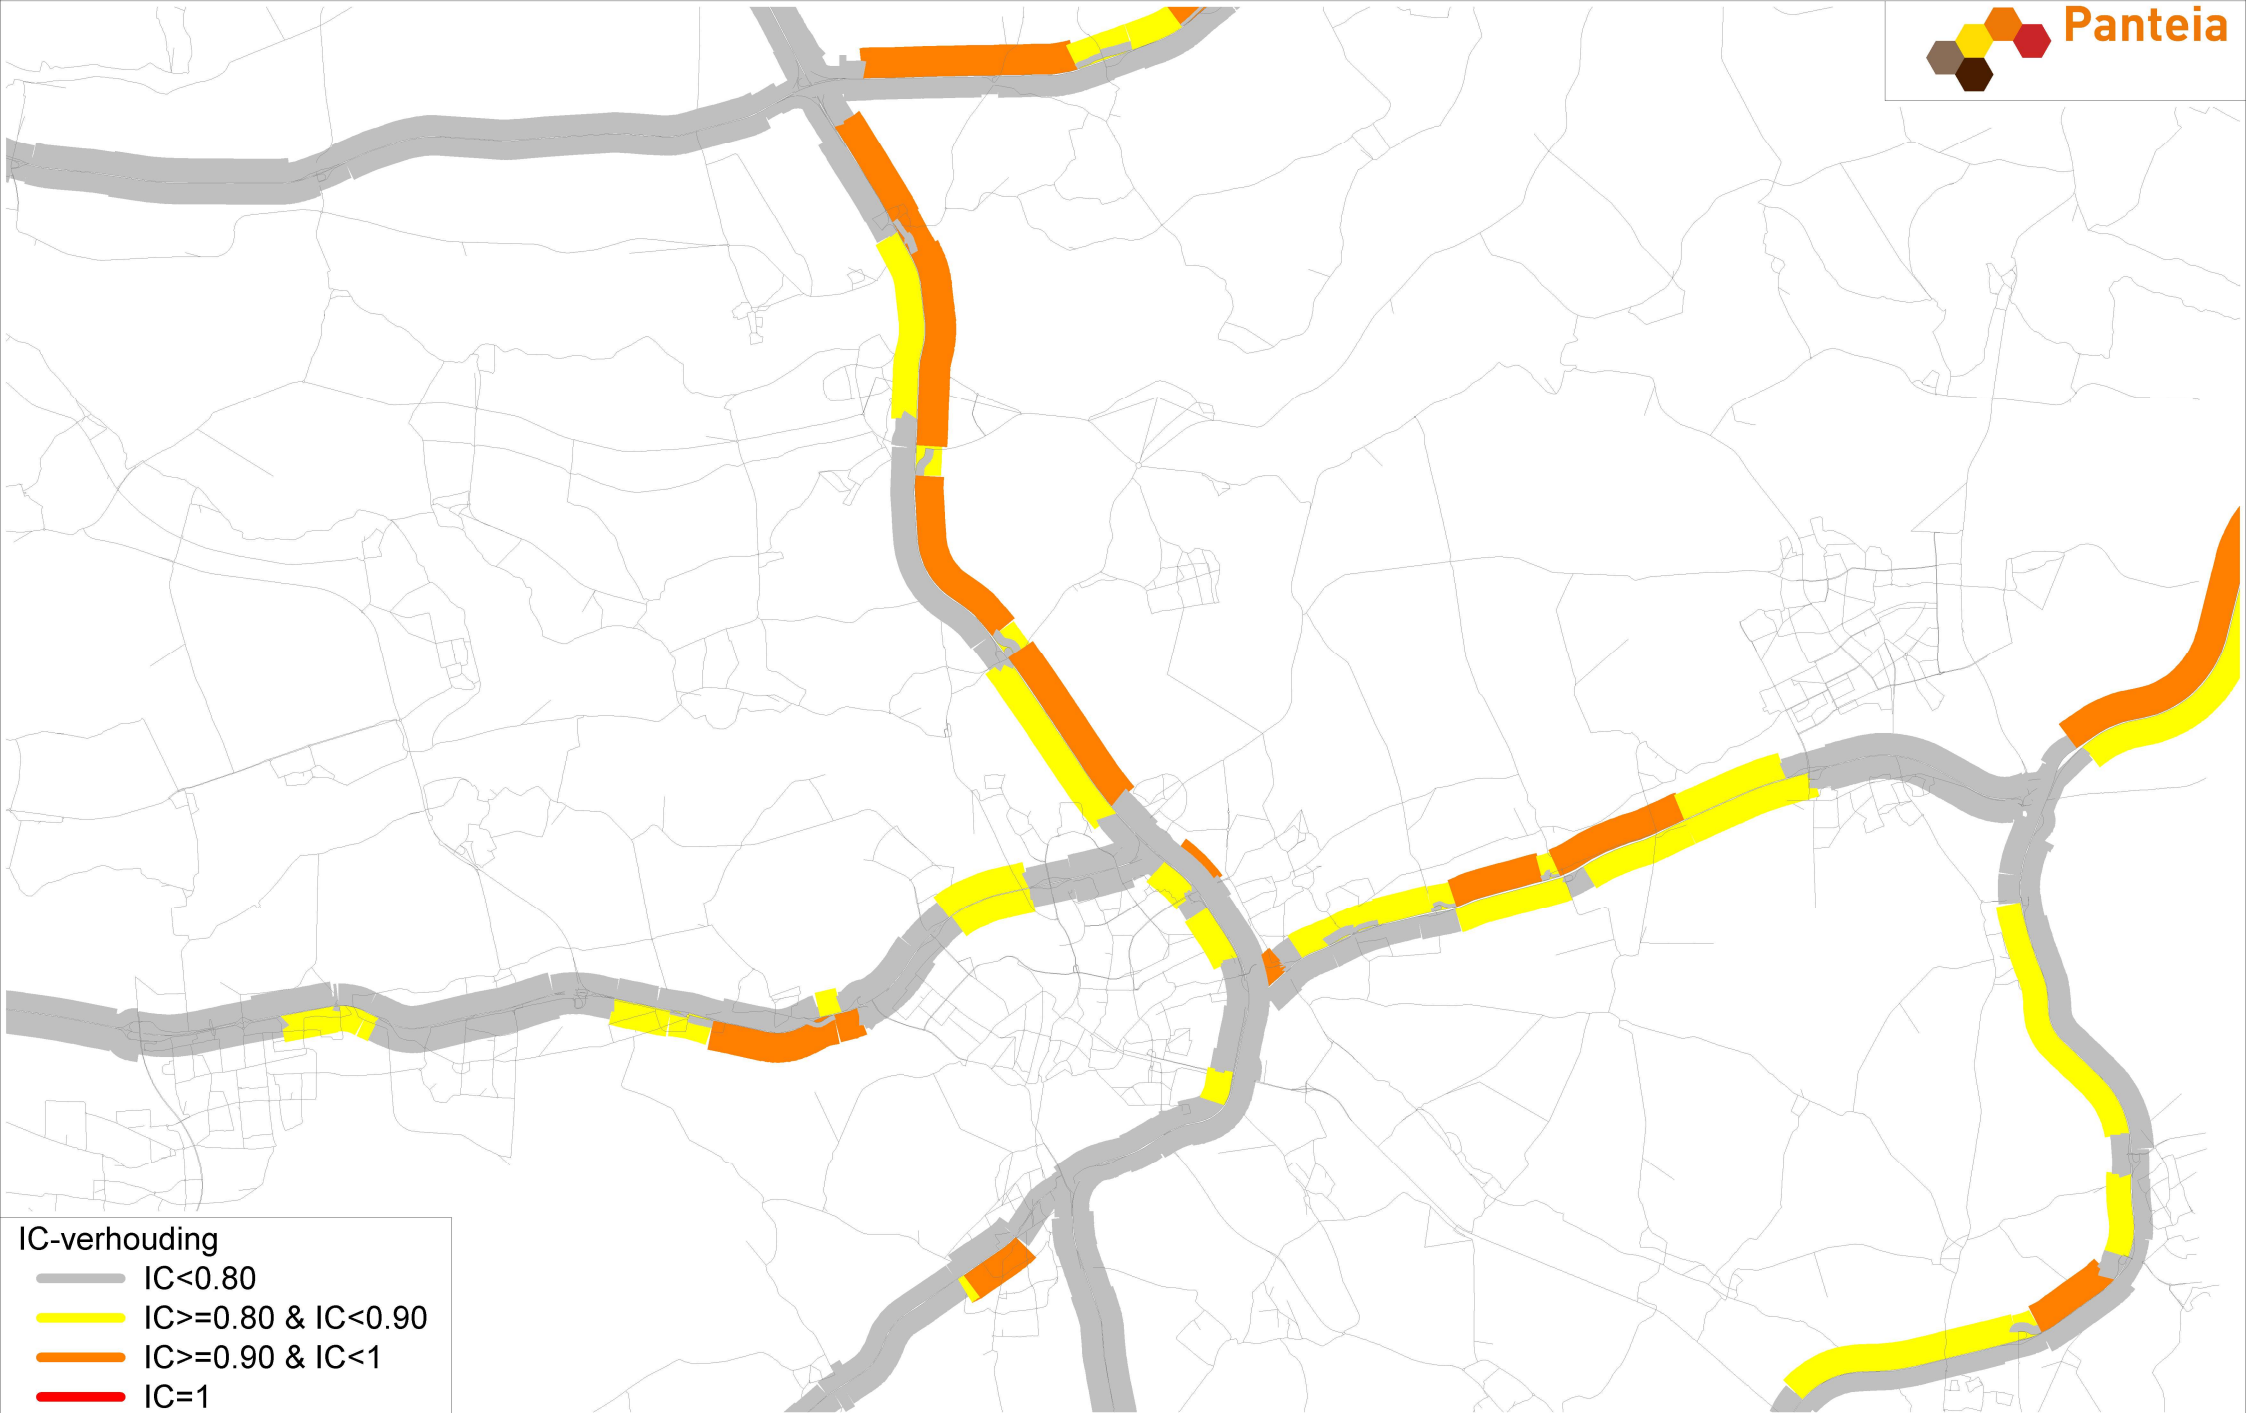 Panteia
IC-verhouding
IC<0.80
IC>=0.80 & IC<0.90
IC>=0.90 & IC<1
IC=1